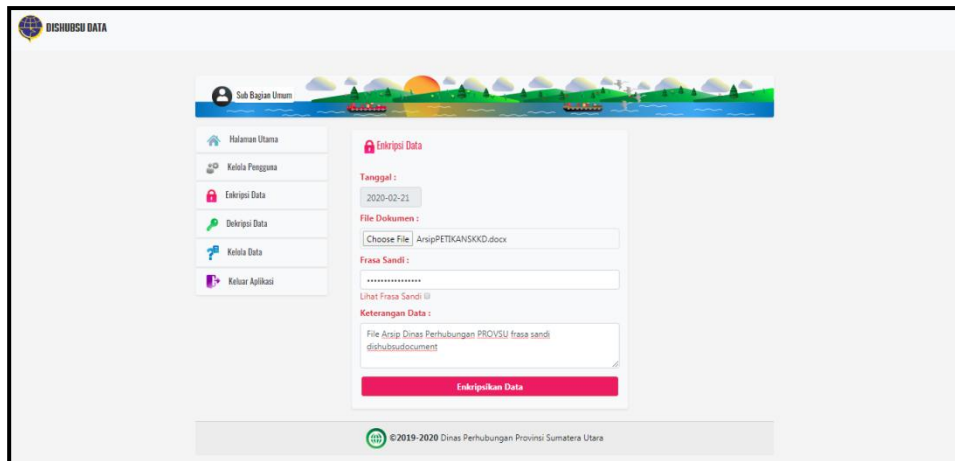 DISHUBSU DATA
Sub Bagian Umum
Halaman Utama
Kelola Pengguna
Enkripsi Data
Dekripsi Data
Kelola Data
Keluar Aplikasi
Enkripsi Data
Tanggal :
2020-02-21
File Dokumen :
Choose File ArsipPETIKANSKKD.docx
Frasa Sandi :
••••••••••••••••
Lihat Frasa Sandi
Keterangan Data :
File Arsip Dinas Perhubungan PROVSU frasa sandi
dishubsudocument
Enkripsikan Data
©2019-2020 Dinas Perhubungan Provinsi Sumatera Utara